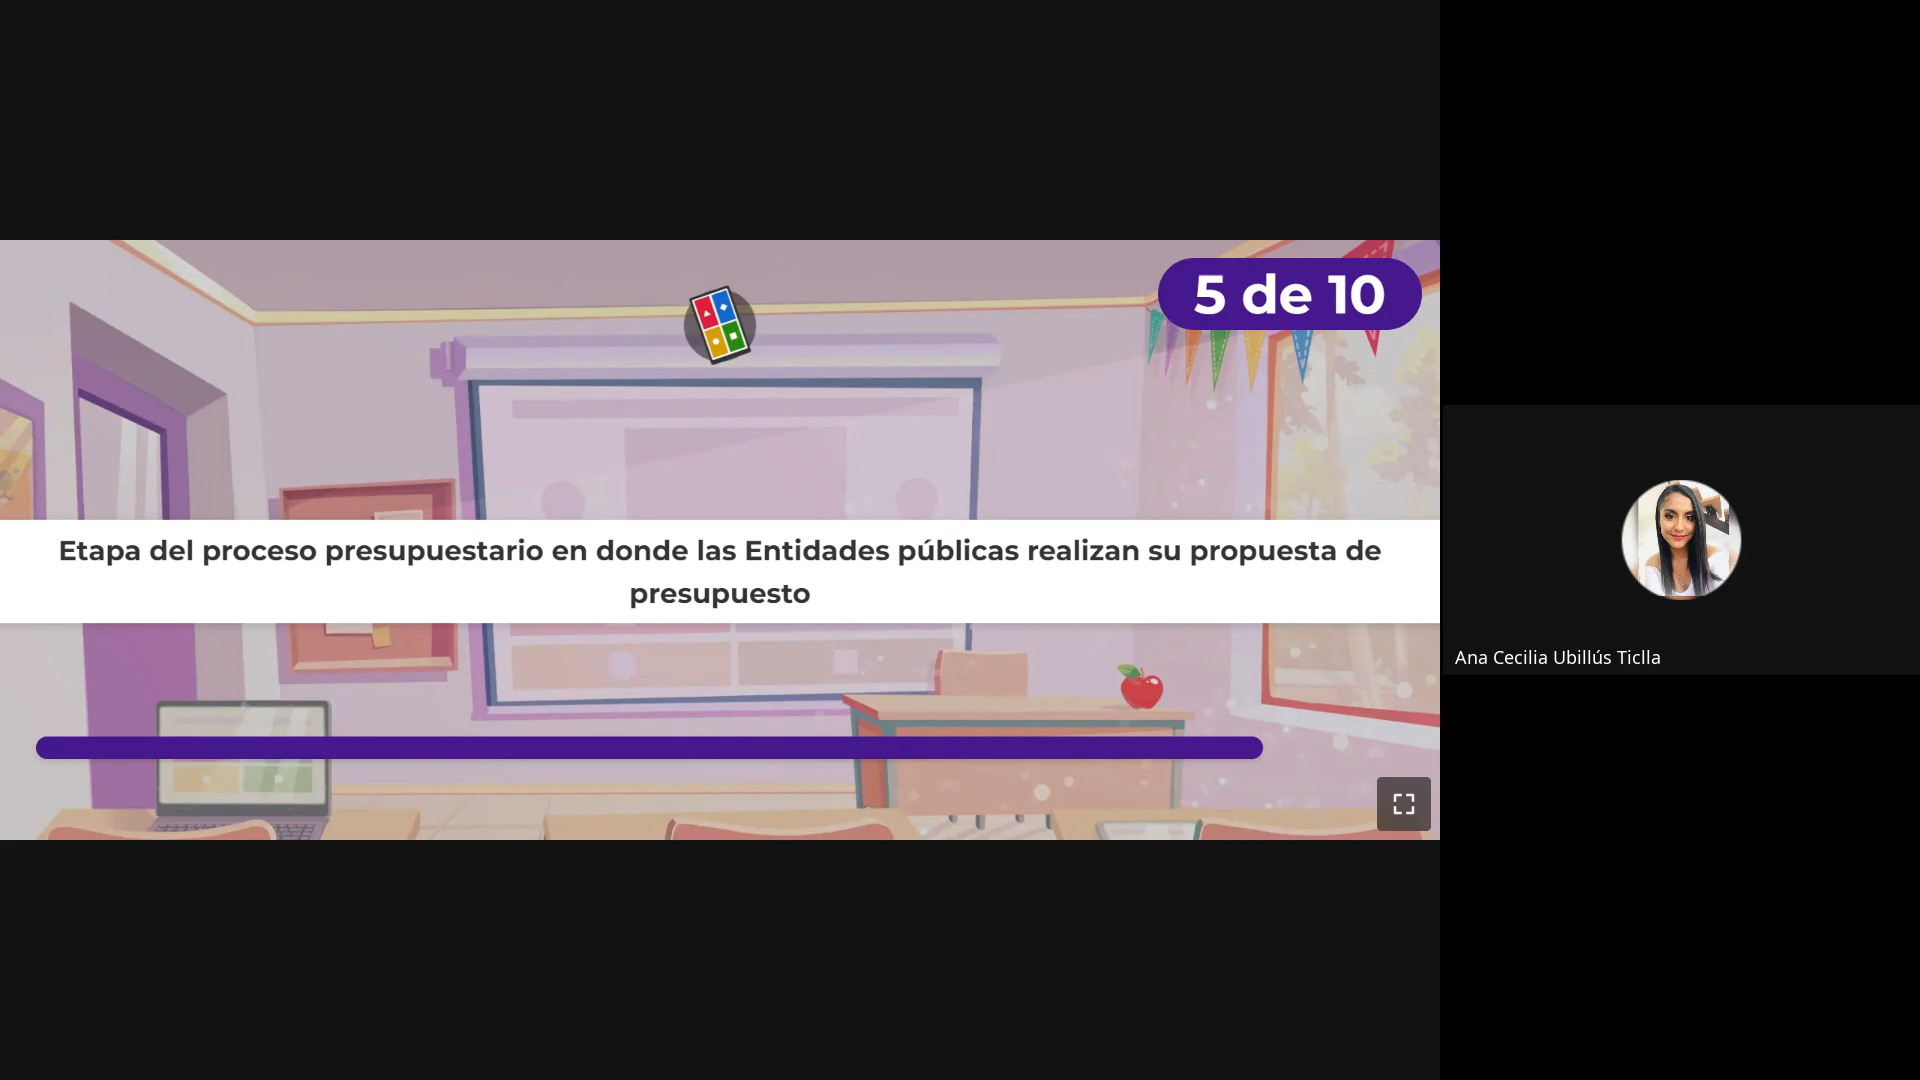 5 de 10
Etapa del proceso presupuestario en donde las Entidades públicas realizan su propuesta de
presupuesto
Ana Cecilia Ubillús Ticlla